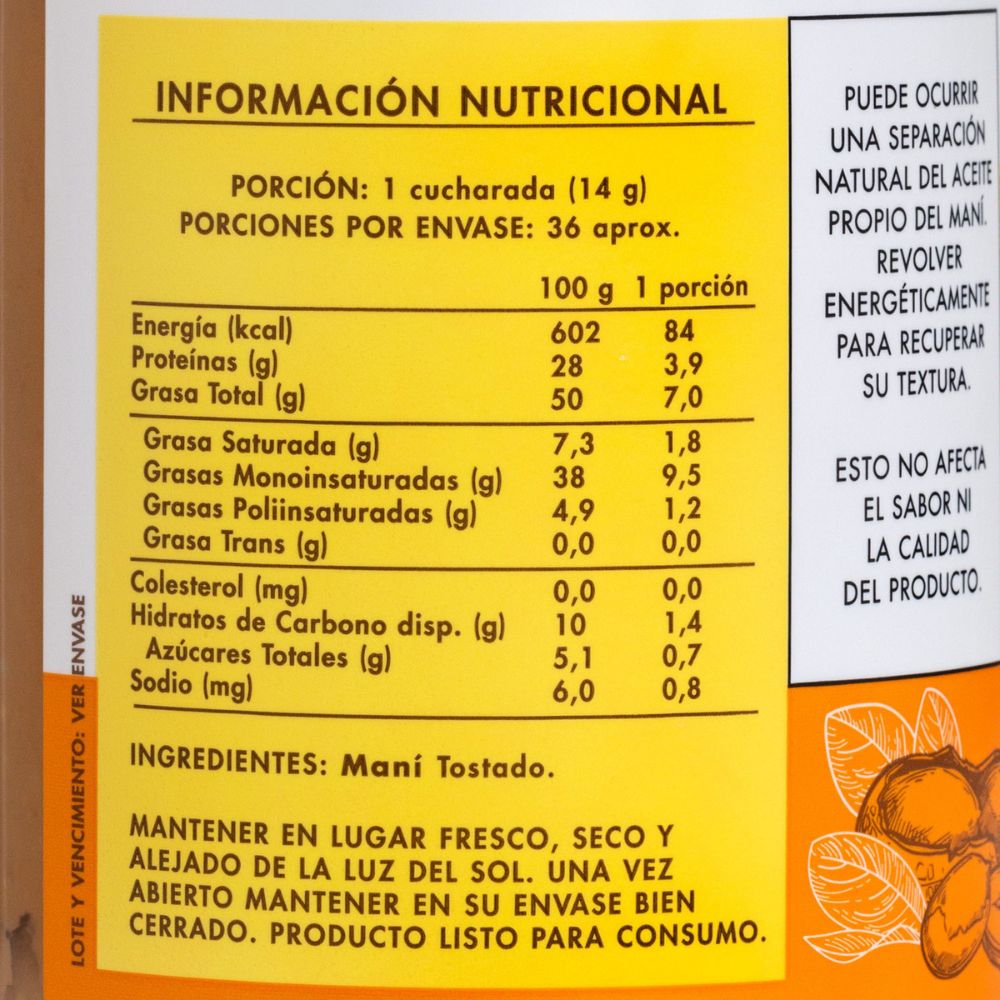 INFORMACIÓN NUTRICIONAL
PORCIÓN: 1 cucharada (14 g)
PORCIONES POR ENVASE: 36 aprox.
100 g 1 porción
Energía (kcal) 602 84
Proteínas (g) 28 3,9
Grasa Total (g) 50 7,0
Grasa Saturada (g) 7,3 1,8
Grasas Monoinsaturadas (g) 38 9,5
Grasas Poliinsaturadas (g) 4,9 1,2
Grasa Trans (g) 0,0 0,0
Colesterol (mg) 0,0 0,0
Hidratos de Carbono disp. (g) 10 1,4
Azúcares Totales (g) 5,1 0,7
Sodio (mg) 6,0 0,8
INGREDIENTES: Maní Tostado.
MANTENER EN LUGAR FRESCO, SECO Y
ALEJADO DE LA LUZ DEL SOL. UNA VEZ
ABIERTO MANTENER EN SU ENVASE BIEN
CERRADO. PRODUCTO LISTO PARA CONSUMO.
LOTE Y VENCIMIENTO: VER ENVASE
PUEDE OCURRIR
UNA SEPARACIÓN
NATURAL DEL ACEITE
PROPIO DEL MANÍ.
REVOLVER
ENERGÉTICAMENTE
PARA RECUPERAR
SU TEXTURA.
ESTO NO AFECTA
EL SABOR NI
LA CALIDAD
DEL PRODUCTO.